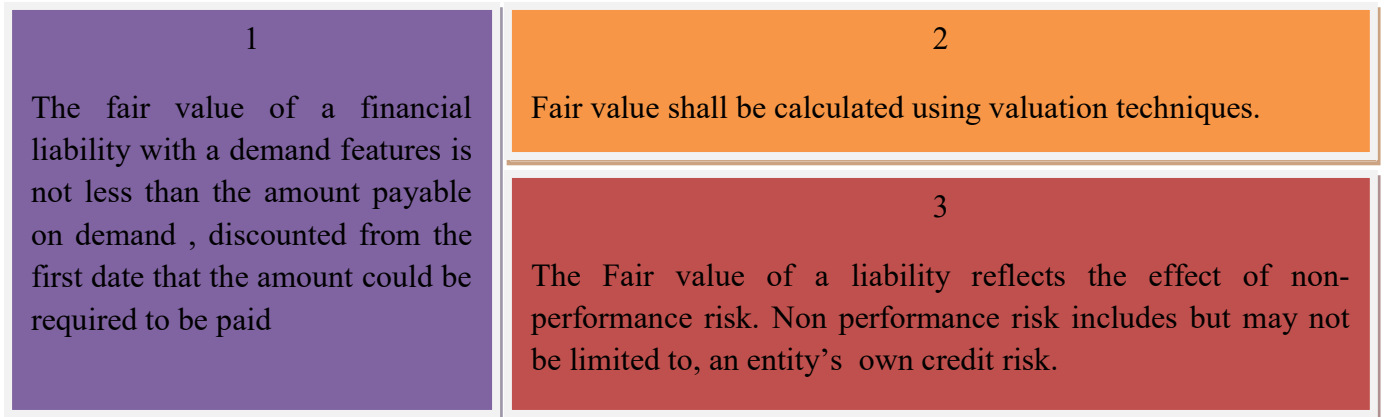 1
The fair value of a financial
liability with a demand features is
not less than the amount payable
on demand , discounted from the
first date that the amount could be
required to be paid
2
Fair value shall be calculated using valuation techniques.
3
The Fair value of a liability reflects the effect of non-
performance risk. Non performance risk includes but may not
be limited to, an entity’s own credit risk.